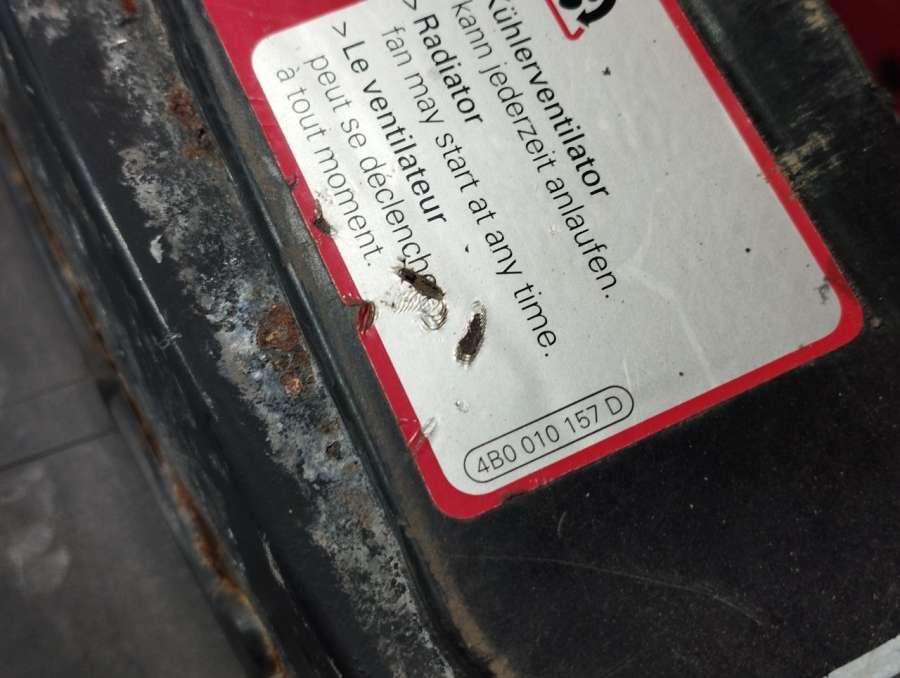 Kühlerventilator
kann jederzeit anlaufen.
> Radiator
fan may start at any time.
> Le ventilateur
peut se déclench
à tout moment.
4B0 010 157 D